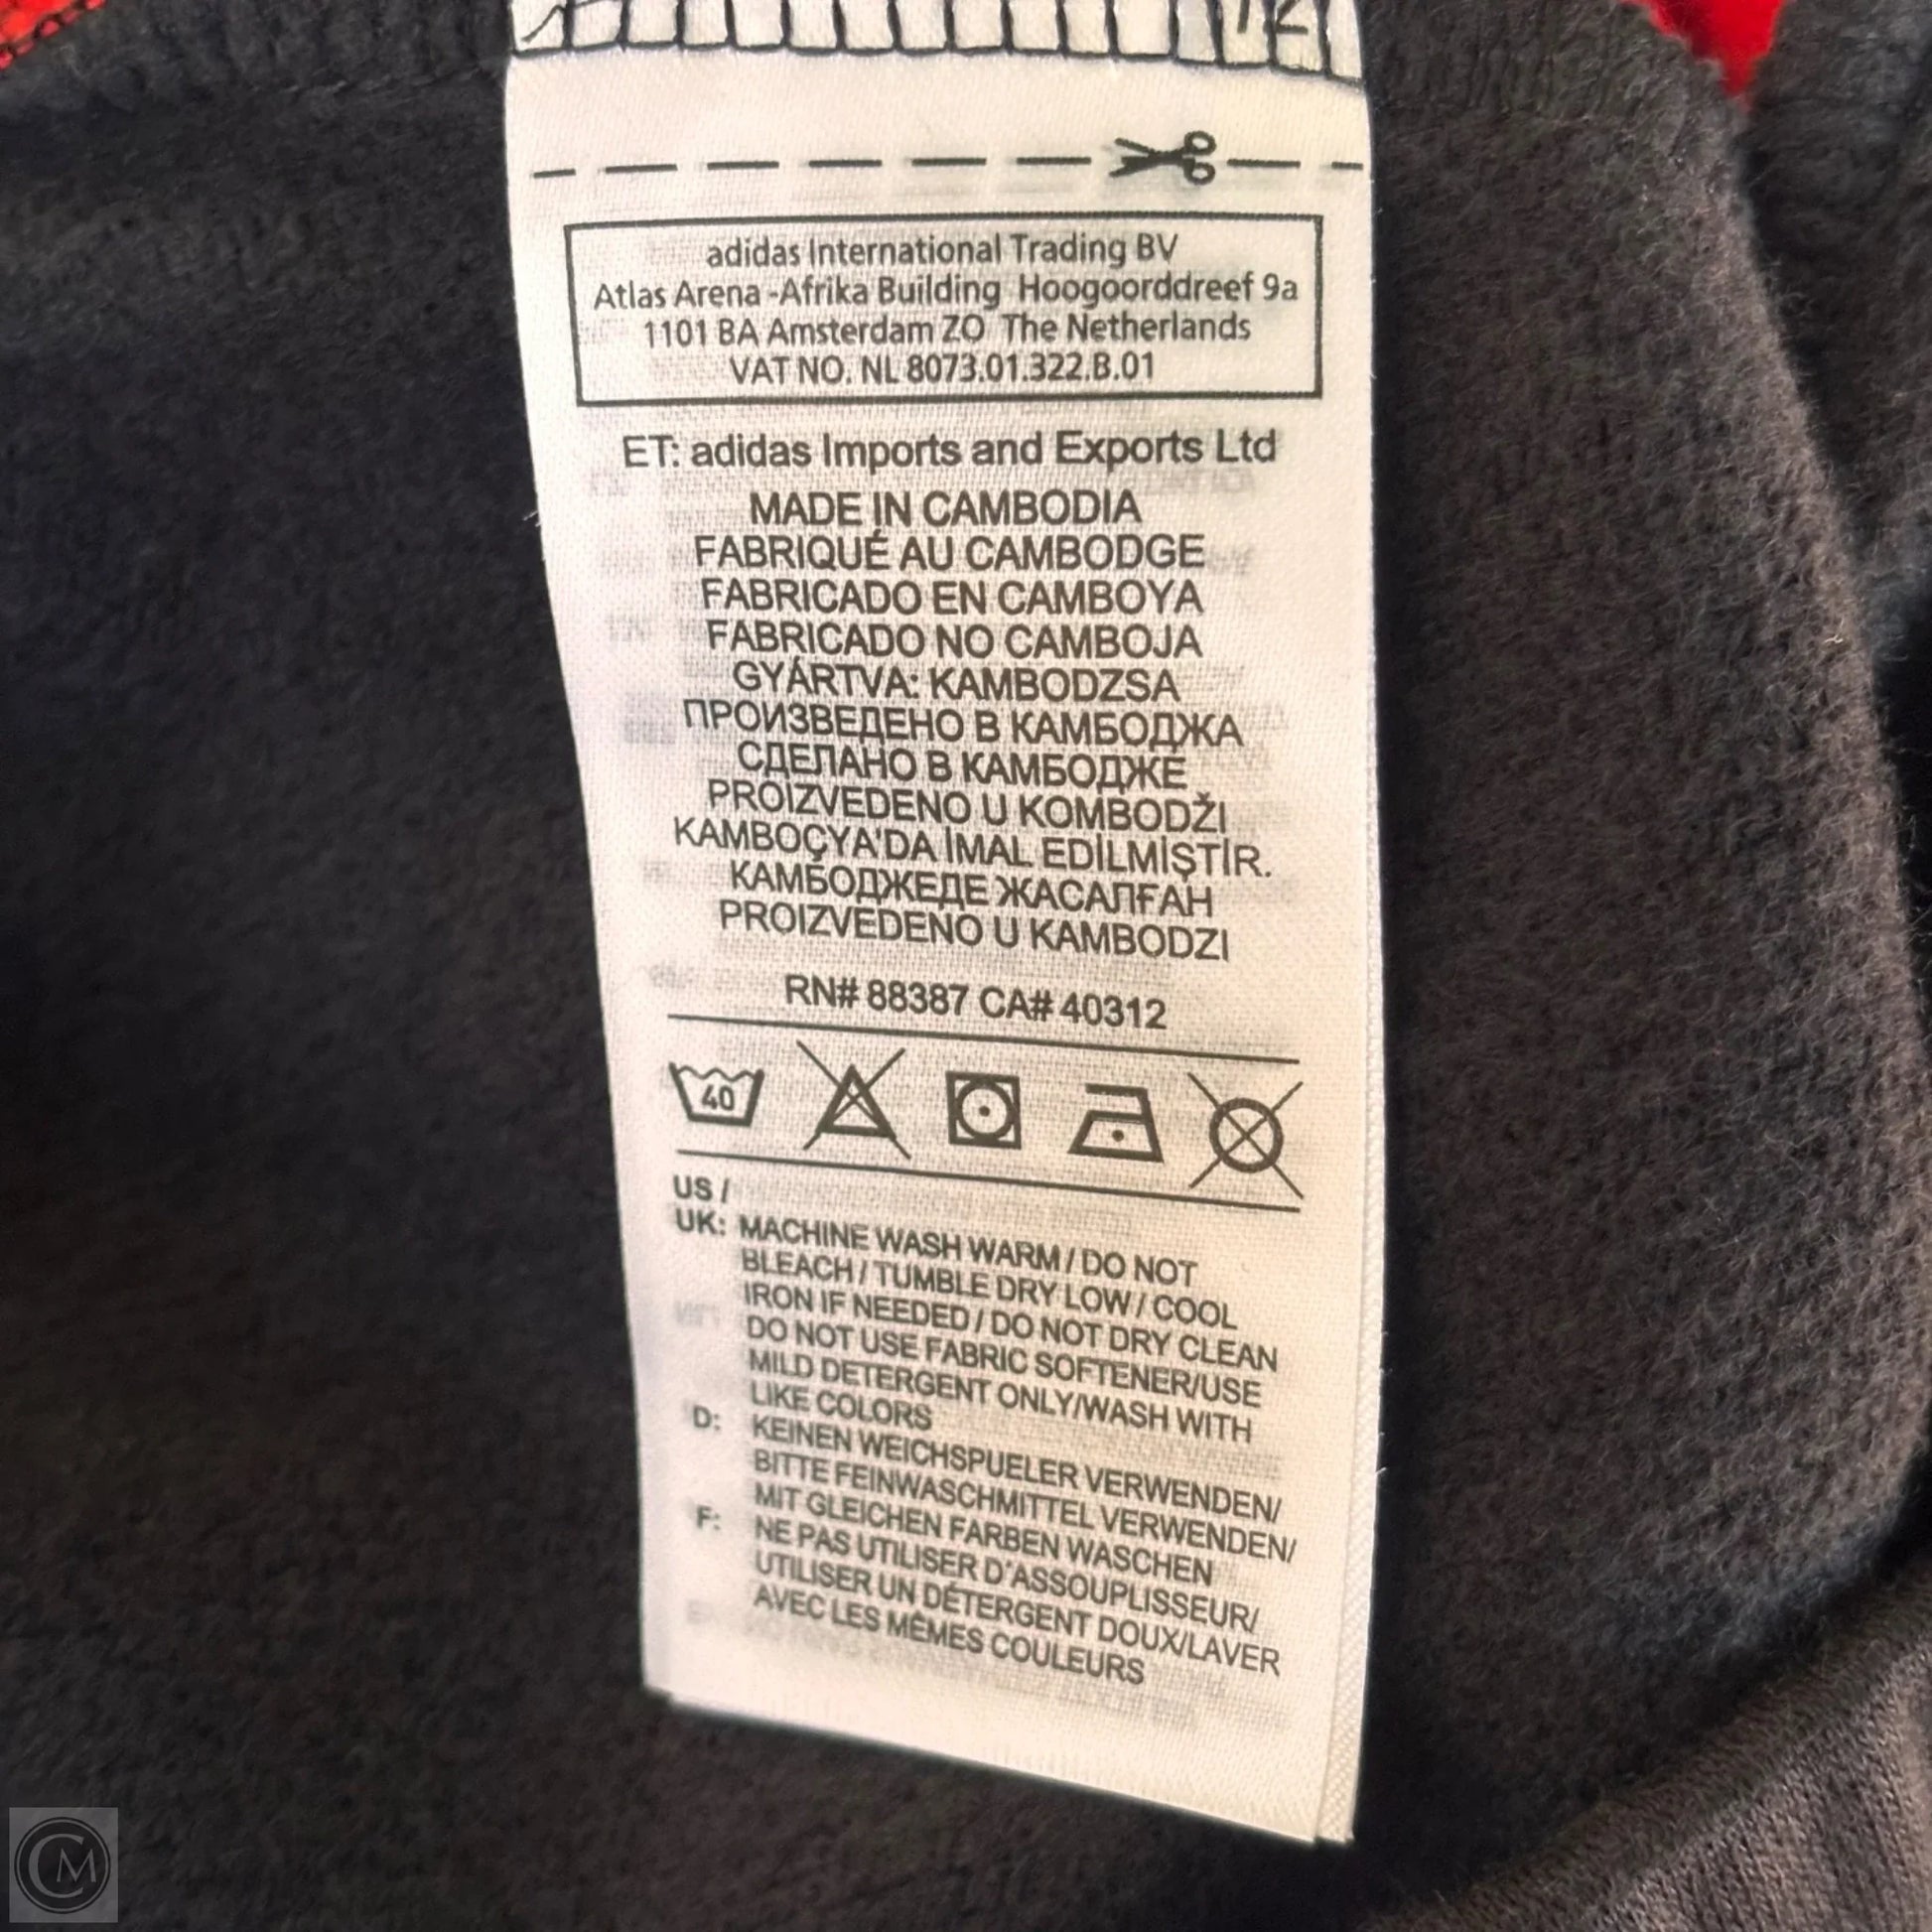 adidas International Trading BV
Atlas Arena -Afrika Building Hoogoorddreef 9a
1101 BA Amsterdam ZO The Netherlands
VAT NO. NL 8073.01.322.B.01
ET: adidas Imports and Exports Ltd
MADE IN CAMBODIA
FABRIQUÉ AU CAMBODGE
FABRICADO EN CAMBOYA
FABRICADO NO CAMBOJA
GYÁRTVA: KAMBODZSA
ПРОИЗВЕДЕНО В КАМБОДЖА
СДЕЛАНО В КАМБОДЖЕ
PROIZVEDENO U KOMBODŽI
KAMBOÇYA'DA İMAL EDİLMİŞTİR.
КАМБОДЖЕДЕ ЖАСАЛҒАН
PROIZVEDENO U KAMBODZI
RN# 88387 CA# 40312
40
US /
UK: MACHINE WASH WARM / DO NOT
BLEACH / TUMBLE DRY LOW / COOL
IRON IF NEEDED / DO NOT DRY CLEAN
DO NOT USE FABRIC SOFTENER/USE
MILD DETERGENT ONLY/WASH WITH
LIKE COLORS
D: KEINEN WEICHSPUELER VERWENDEN/
BITTE FEINWASCHMITTEL VERWENDEN/
MIT GLEICHEN FARBEN WASCHEN
F: NE PAS UTILISER D'ASSOUPLISSEUR/
UTILISER UN DÉTERGENT DOUX/LAVER
AVEC LES MÊMES COULEURS
CM